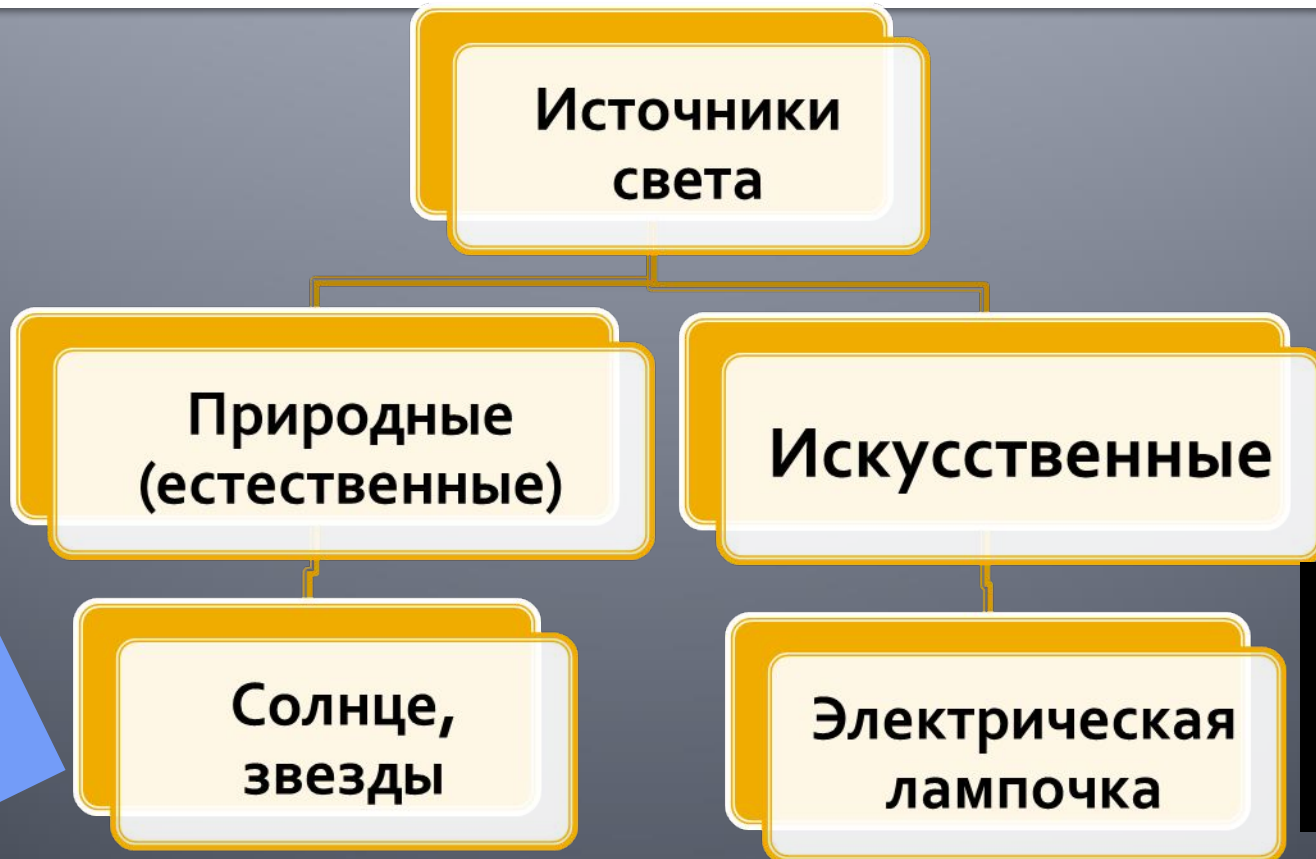 Источники
света
Природные
(естественные)
Искусственные
Солнце,
звезды
Электрическая
лампочка